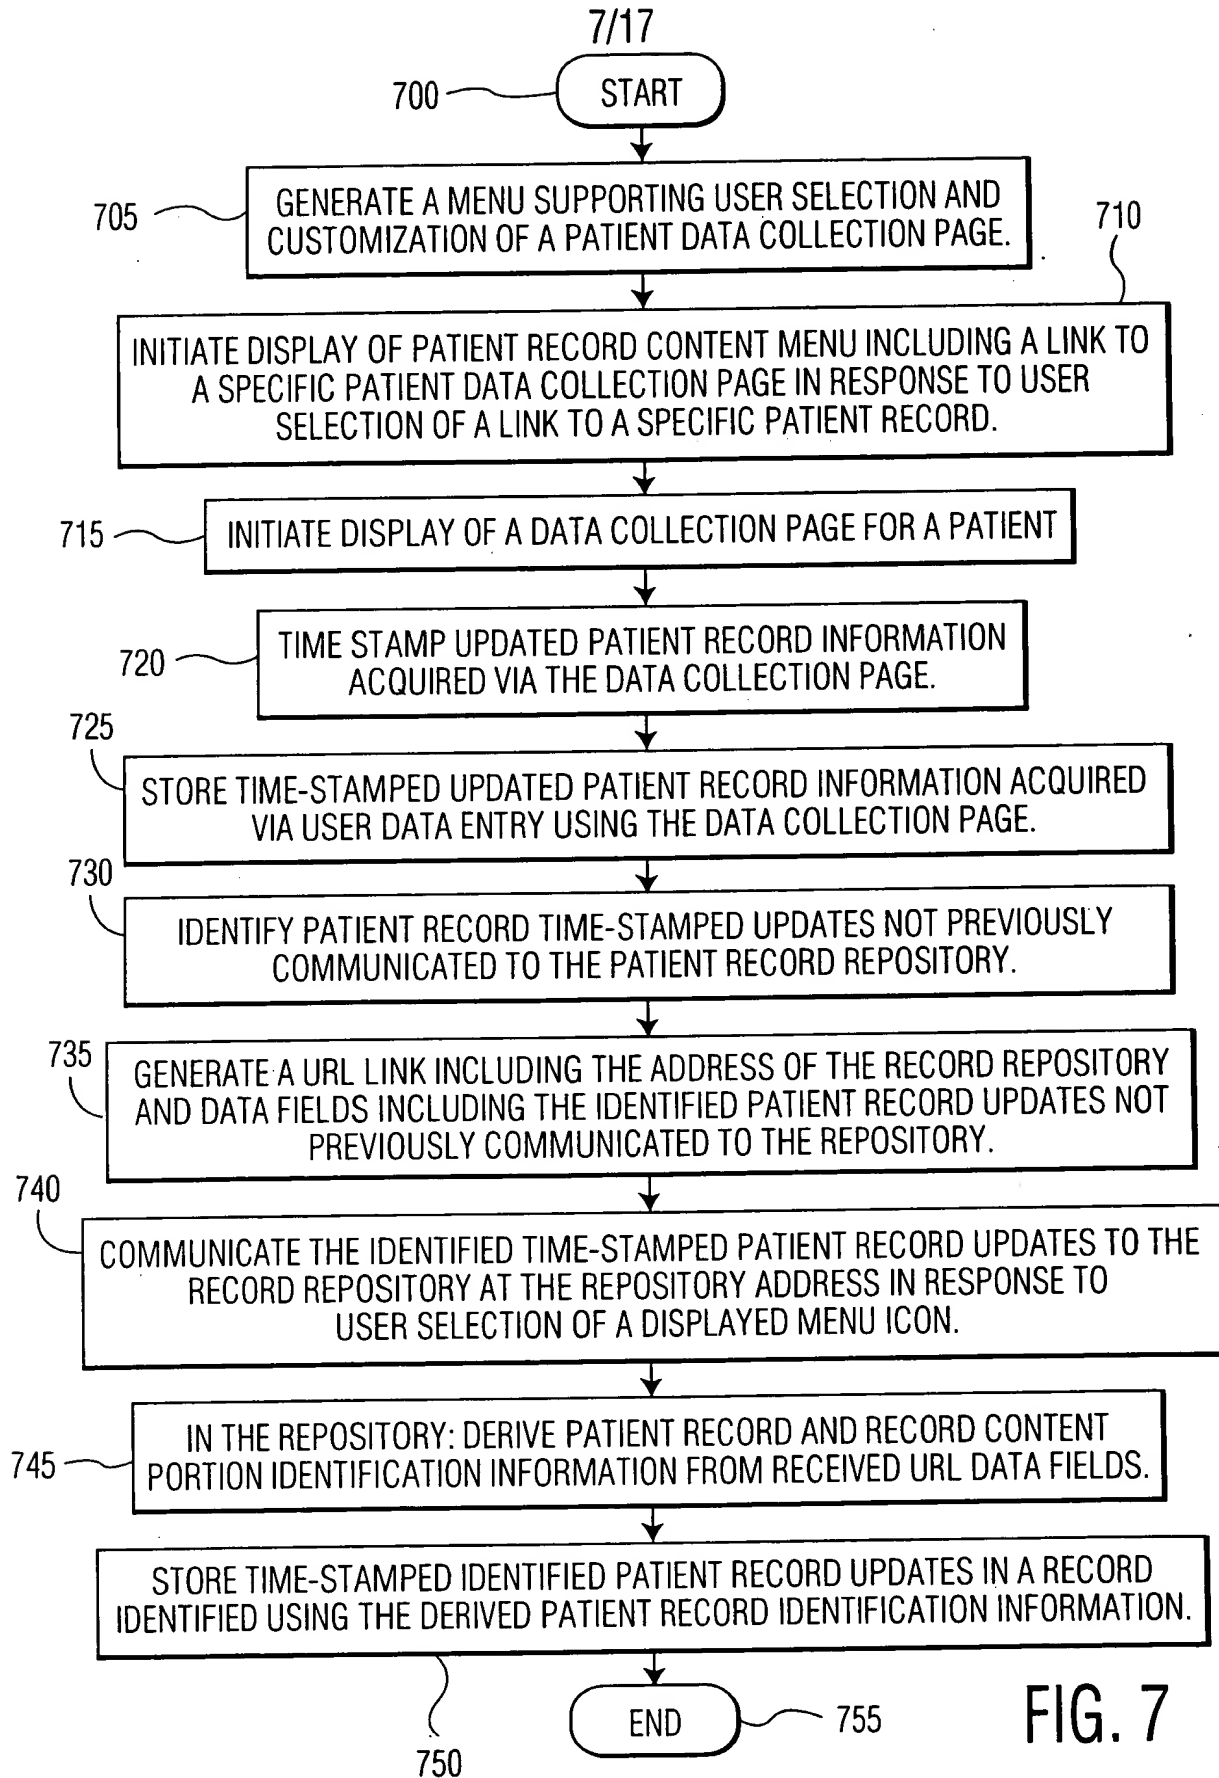 7/17
700
START
705
GENERATE A MENU SUPPORTING USER SELECTION AND
CUSTOMIZATION OF A PATIENT DATA COLLECTION PAGE.
710
INITIATE DISPLAY OF PATIENT RECORD CONTENT MENU INCLUDING A LINK TO
A SPECIFIC PATIENT DATA COLLECTION PAGE IN RESPONSE TO USER
SELECTION OF A LINK TO A SPECIFIC PATIENT RECORD.
715
INITIATE DISPLAY OF A DATA COLLECTION PAGE FOR A PATIENT
720
TIME STAMP UPDATED PATIENT RECORD INFORMATION
ACQUIRED VIA THE DATA COLLECTION PAGE.
725
STORE TIME-STAMPED UPDATED PATIENT RECORD INFORMATION ACQUIRED
VIA USER DATA ENTRY USING THE DATA COLLECTION PAGE.
730
IDENTIFY PATIENT RECORD TIME-STAMPED UPDATES NOT PREVIOUSLY
COMMUNICATED TO THE PATIENT RECORD REPOSITORY.
735
GENERATE A URL LINK INCLUDING THE ADDRESS OF THE RECORD REPOSITORY
AND DATA FIELDS INCLUDING THE IDENTIFIED PATIENT RECORD UPDATES NOT
PREVIOUSLY COMMUNICATED TO THE REPOSITORY.
740
COMMUNICATE THE IDENTIFIED TIME-STAMPED PATIENT RECORD UPDATES TO THE
RECORD REPOSITORY AT THE REPOSITORY ADDRESS IN RESPONSE TO
USER SELECTION OF A DISPLAYED MENU ICON.
745
IN THE REPOSITORY: DERIVE PATIENT RECORD AND RECORD CONTENT
PORTION IDENTIFICATION INFORMATION FROM RECEIVED URL DATA FIELDS.
STORE TIME-STAMPED IDENTIFIED PATIENT RECORD UPDATES IN A RECORD
IDENTIFIED USING THE DERIVED PATIENT RECORD IDENTIFICATION INFORMATION.
750
END
755
FIG. 7